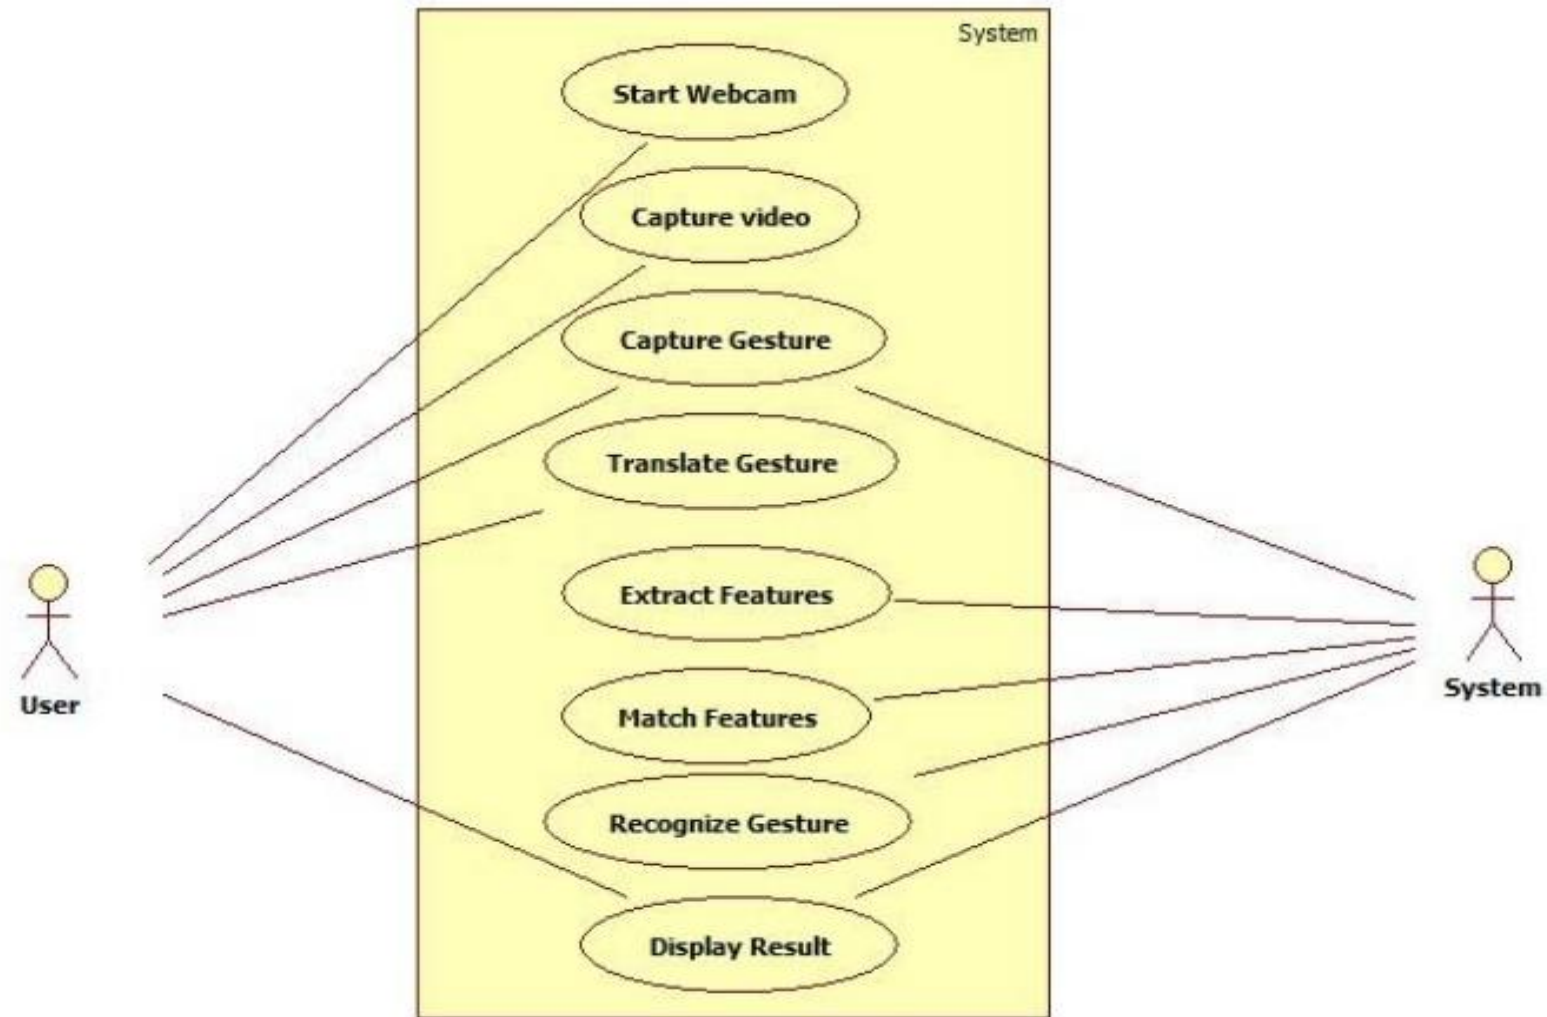 System
Start Webcam
Capture video
Capture Gesture
Translate Gesture
Extract Features
Match Features
Recognize Gesture
Display Result
User
System